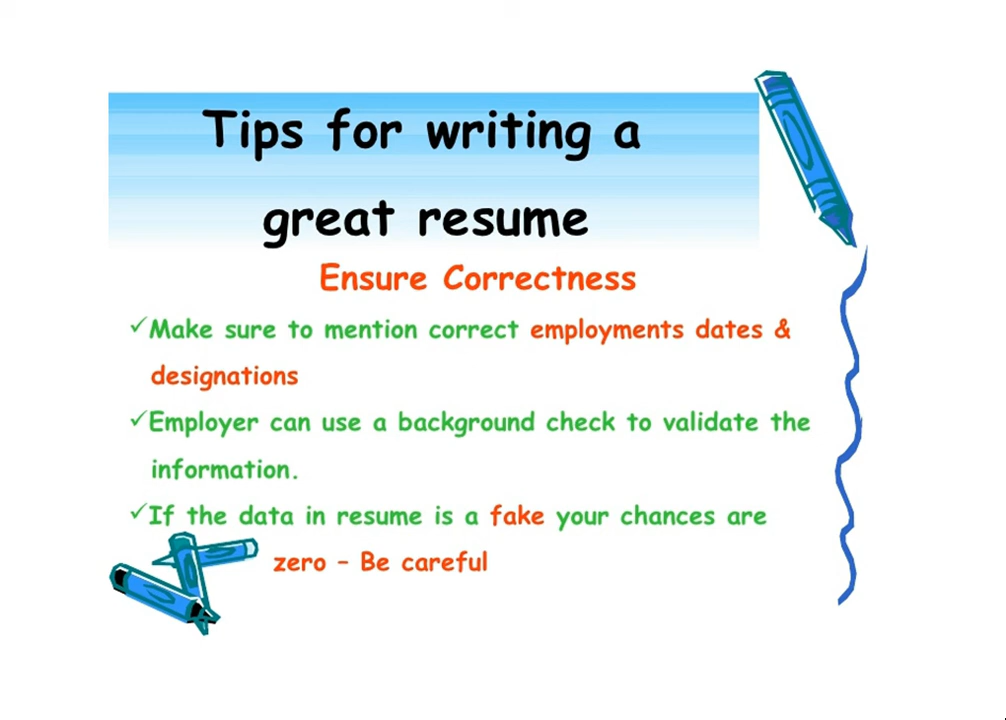 Tips for writing a
great resume
Ensure Correctness
✓Make sure to mention correct employments dates &
designations
✓Employer can use a background check to validate the
information.
✓If the data in resume is a fake your chances are
zero – Be careful